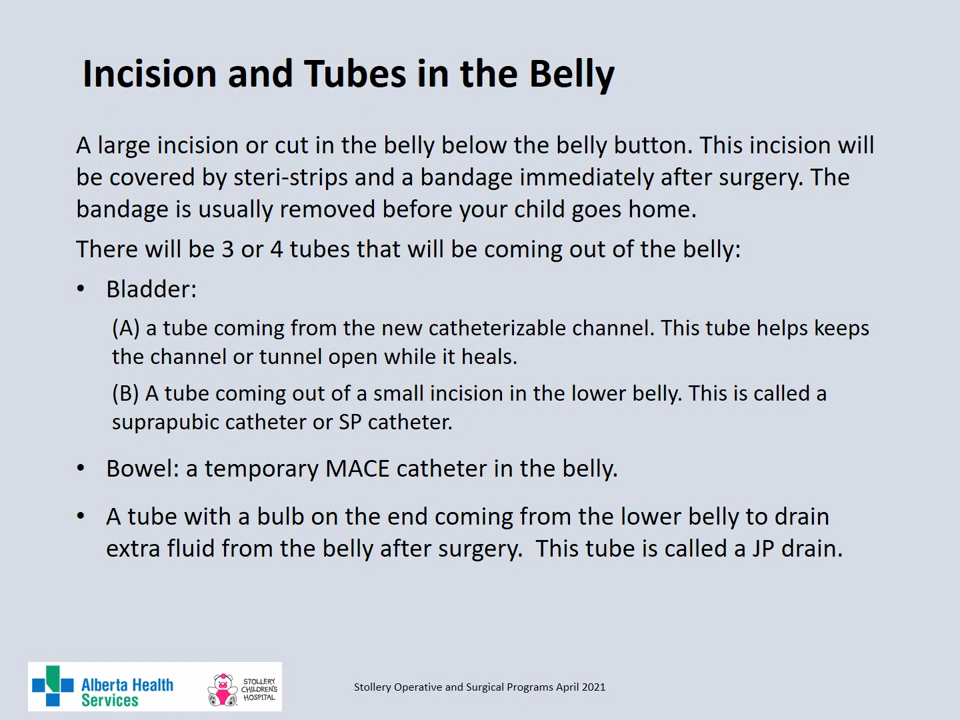 Incision and Tubes in the Belly
A large incision or cut in the belly below the belly button. This incision will
be covered by steri-strips and a bandage immediately after surgery. The
bandage is usually removed before your child goes home.
There will be 3 or 4 tubes that will be coming out of the belly:
• Bladder:
(A) a tube coming from the new catheterizable channel. This tube helps keeps
the channel or tunnel open while it heals.
(B) A tube coming out of a small incision in the lower belly. This is called a
suprapubic catheter or SP catheter.
• Bowel: a temporary MACE catheter in the belly.
• A tube with a bulb on the end coming from the lower belly to drain
extra fluid from the belly after surgery.  This tube is called a JP drain.
Alberta Health
Services
STOLLERY
CHILDREN'S
HOSPITAL
Stollery Operative and Surgical Programs April 2021